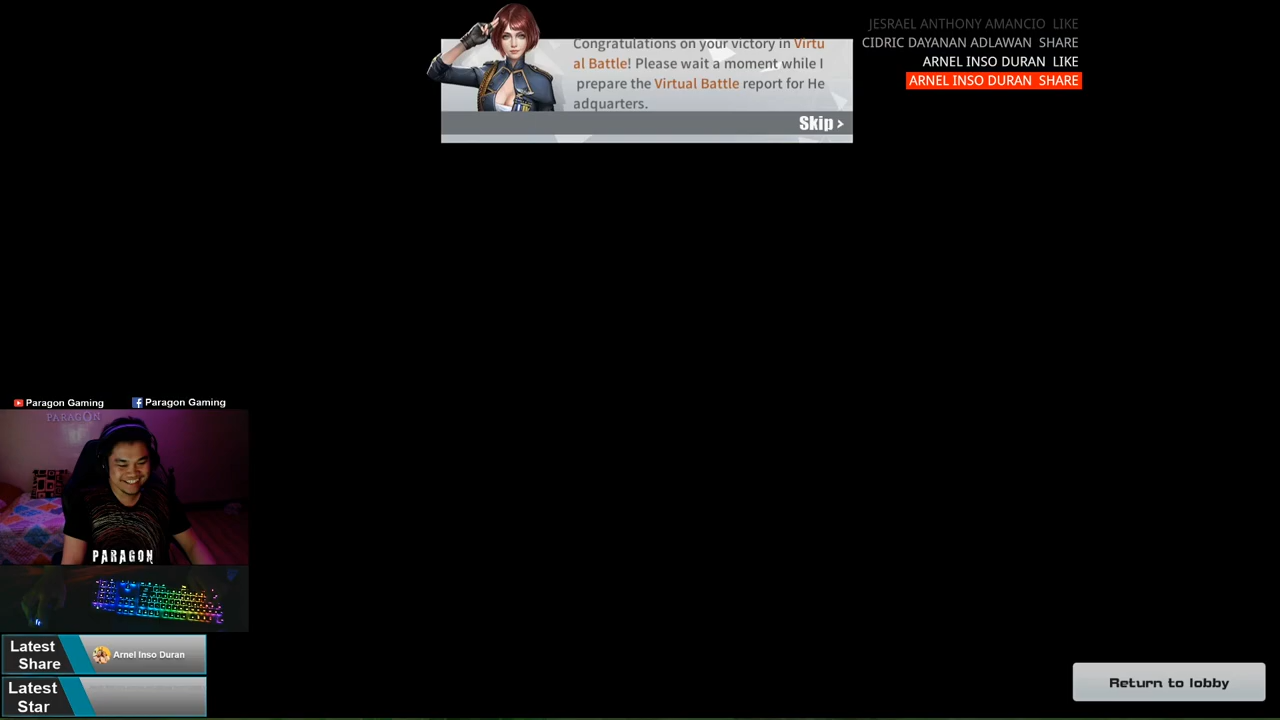 JESRAEL ANTHONY AMANCIO LIKE
CIDRIC DAYANAN ADLAWAN SHARE
ARNEL INSO DURAN LIKE
ARNEL INSO DURAN SHARE
Congratulations on your victory in Virtu
al Battle! Please wait a moment while I
prepare the Virtual Battle report for He
adquarters.
Skip >
Paragon Gaming
Paragon Gaming
PARAGON
PARAGON
Latest
Share
Arnel Inso Duran
Latest
Star
Return to lobby